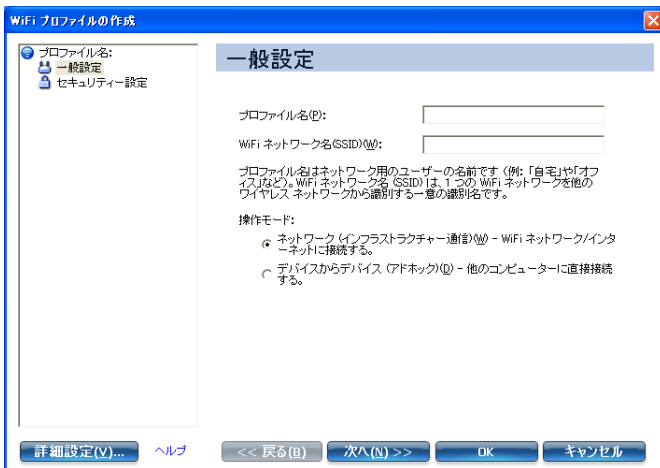 WiFi プロファイルの作成
プロファイル名:
一般設定
セキュリティー設定
一般設定
プロファイル名(P):
WiFi ネットワーク名(SSID)(W):
プロファイル名はネットワーク用のユーザーの名前です (例: 「自宅」や「オフ
ィス」など)。WiFi ネットワーク名 (SSID) は、1 つの WiFi ネットワークを他の
ワイヤレス ネットワークから識別する一意の識別名です。
操作モード:
ネットワーク (インフラストラクチャー通信)(W) - WiFi ネットワーク/インタ
ーネットに接続する。
デバイスからデバイス (アドホック)(D) - 他のコンピューターに直接接続
する。
詳細設定(V)...
ヘルプ
<< 戻る(B)
次へ(N) >>
OK
キャンセル